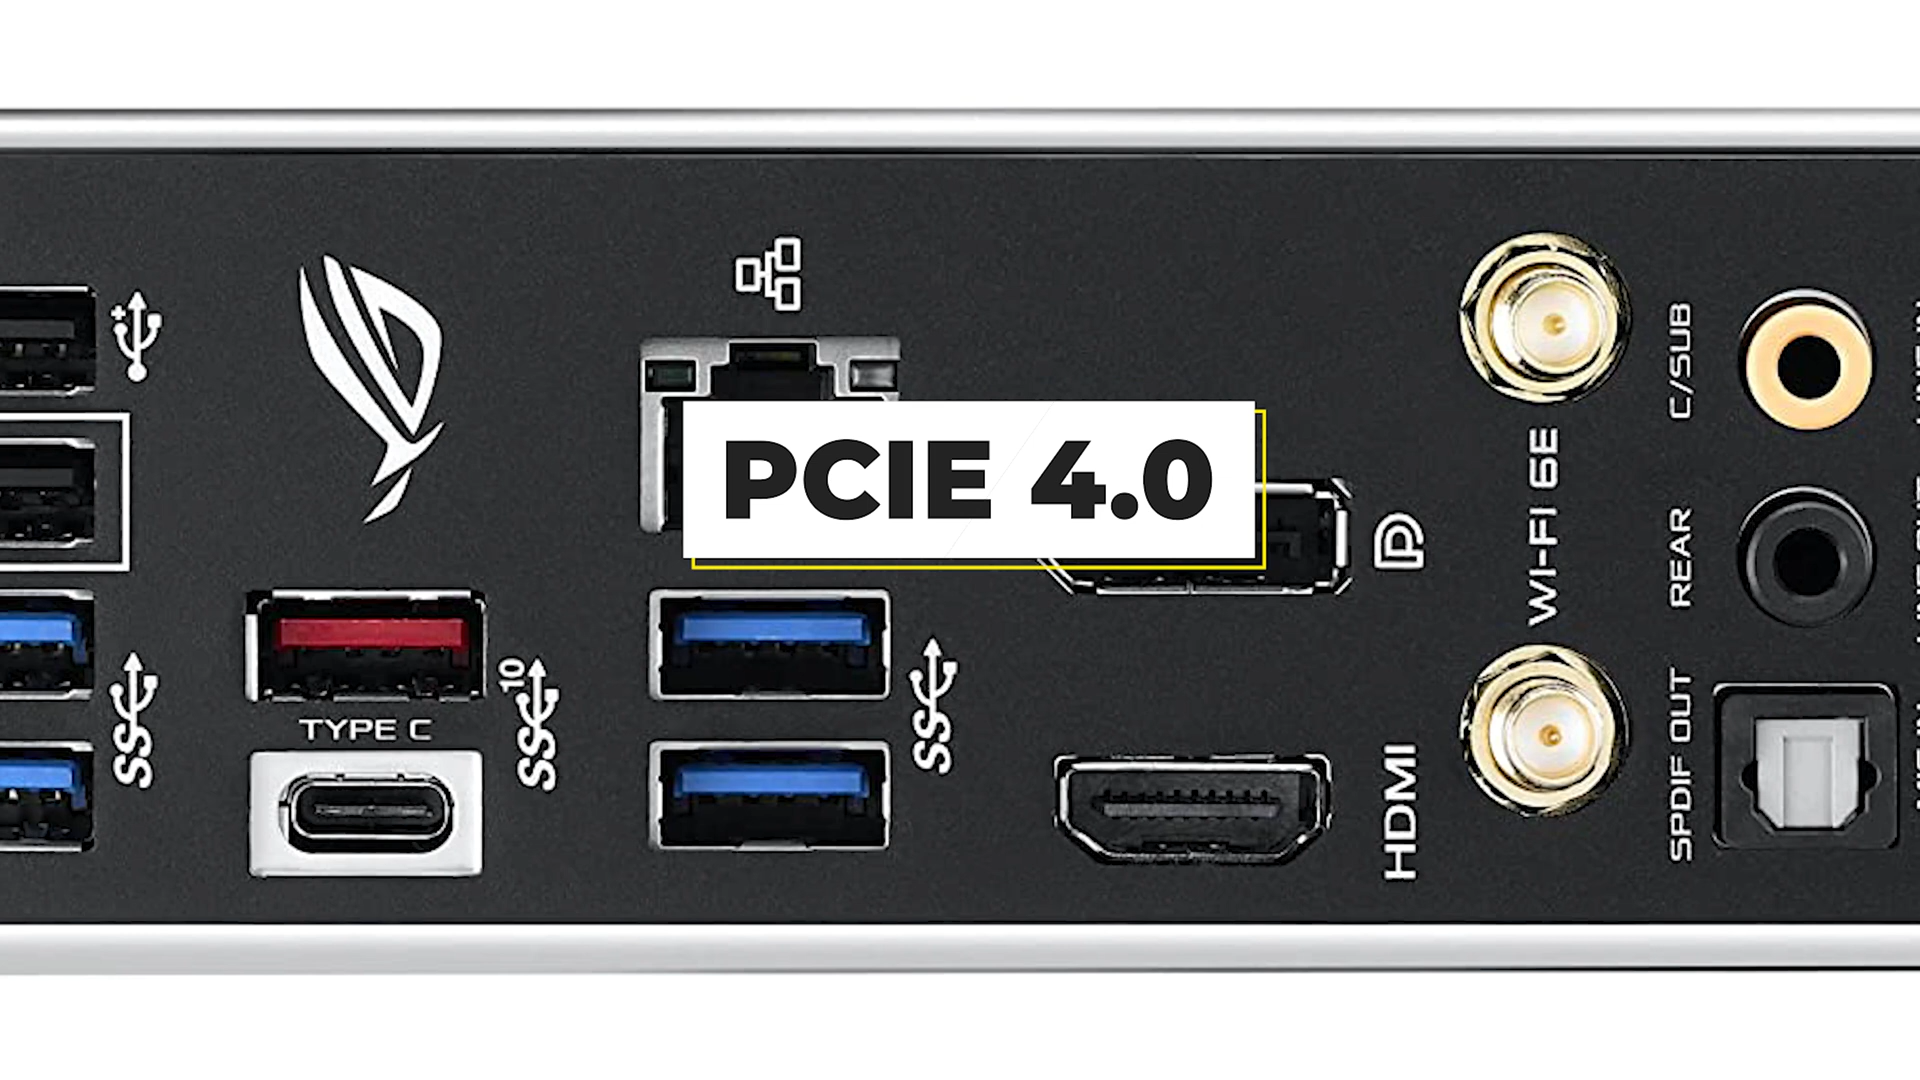 PCIE 4.0
TYPE C
10
SS
SS
SS
HDMI
WI-FI 6E
C/SUB
REAR
SPDIF OUT